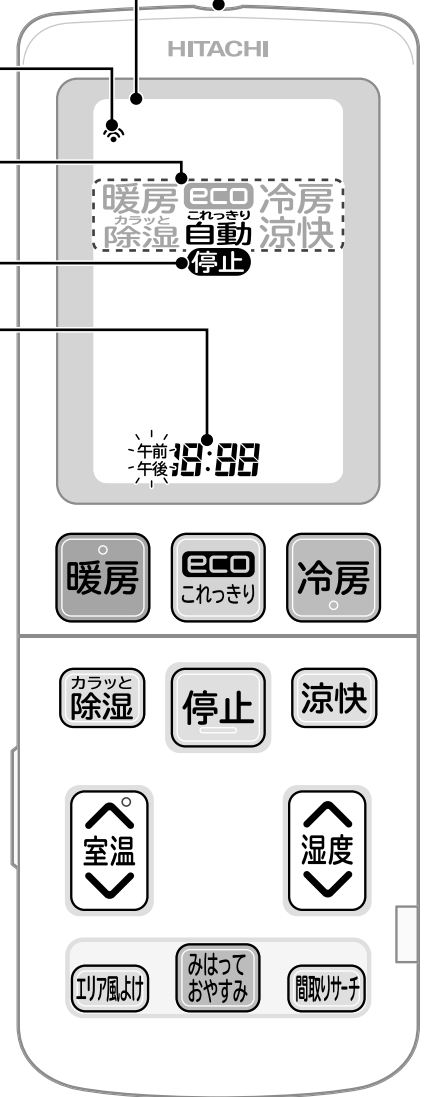 HITACHI
暖房 eco 冷房
カラッと これっきり
除湿 自動 涼快
停止
午前 18:88
午後
暖房 eco 冷房
これっきり
カラッと
除湿 停止 涼快
室温 湿度
エリア風よけ みはって 間取りサーチ
おやすみ